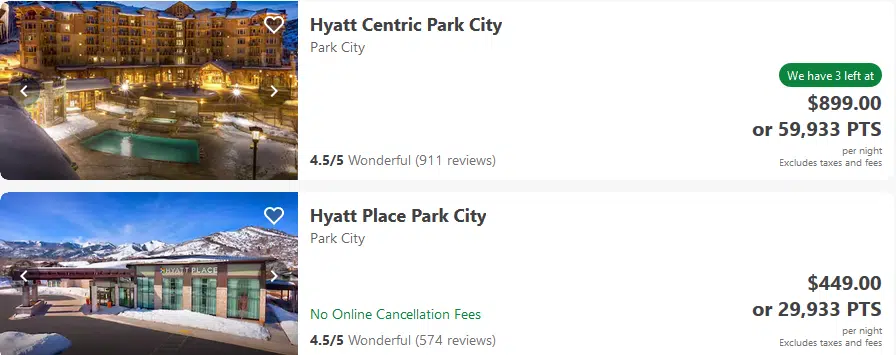 Hyatt Centric Park City
Park City
We have 3 left at
$899.00
or 59,933 PTS
per night
Excludes taxes and fees
4.5/5 Wonderful (911 reviews)
HYATT PLACE
Hyatt Place Park City
Park City
No Online Cancellation Fees
4.5/5 Wonderful (574 reviews)
$449.00
or 29,933 PTS
per night
Excludes taxes and fees